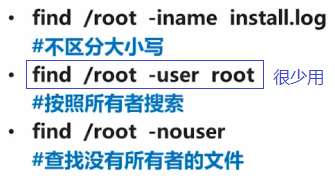 • find /root -iname install.log
#不区分大小写
• find /root -user root 很少用
#按照所有者搜索
• find /root -nouser
#查找没有所有者的文件